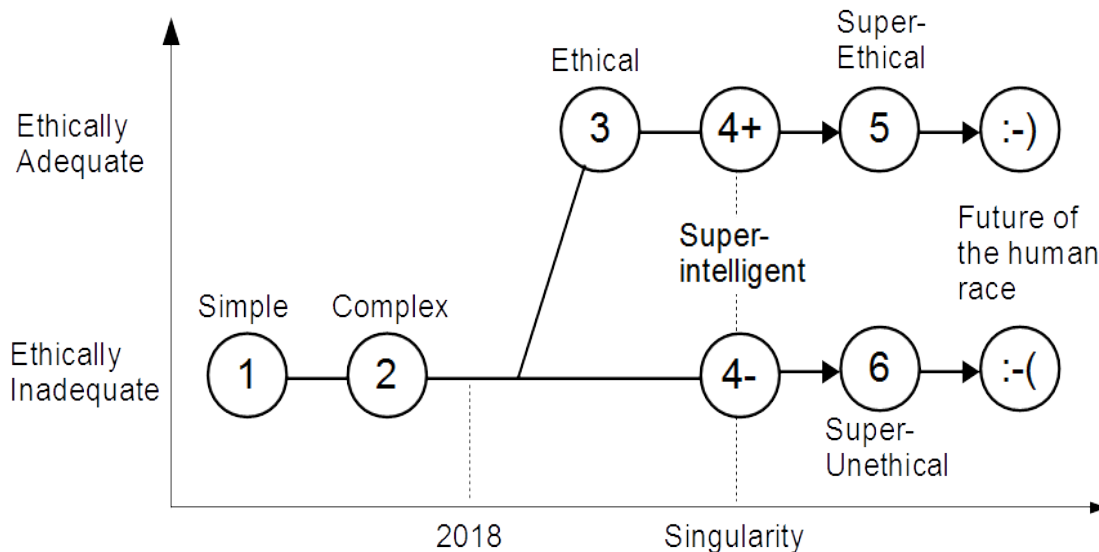 Super-
Ethical
Ethical
Ethically
Adequate
3
4+
5
:-)
Super-
intelligent
Future of
the human
race
Simple
Complex
Ethically
Inadequate
1
2
4-
6
:-(
Super-
Unethical
2018
Singularity